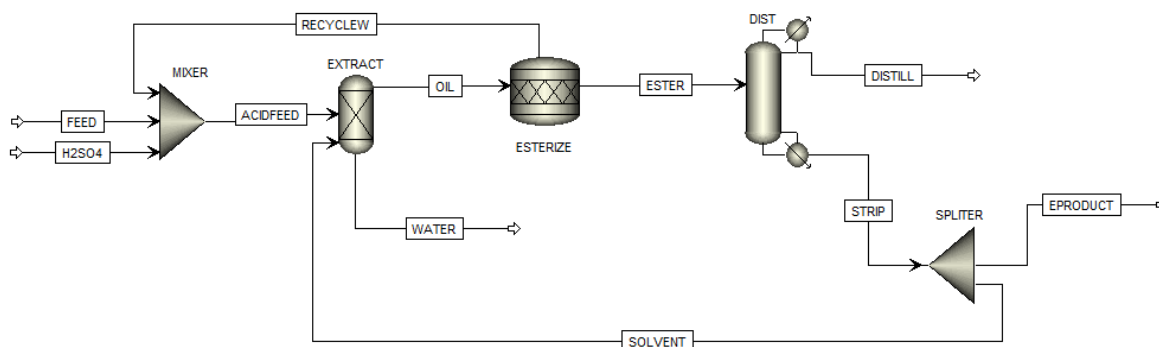 RECYCLEW
DIST
MIXER
EXTRACT
OIL
ESTER
DISTILL
FEED
ACIDFEED
H2SO4
ESTERIZE
STRIP
SPLITER
EPRODUCT
WATER
SOLVENT